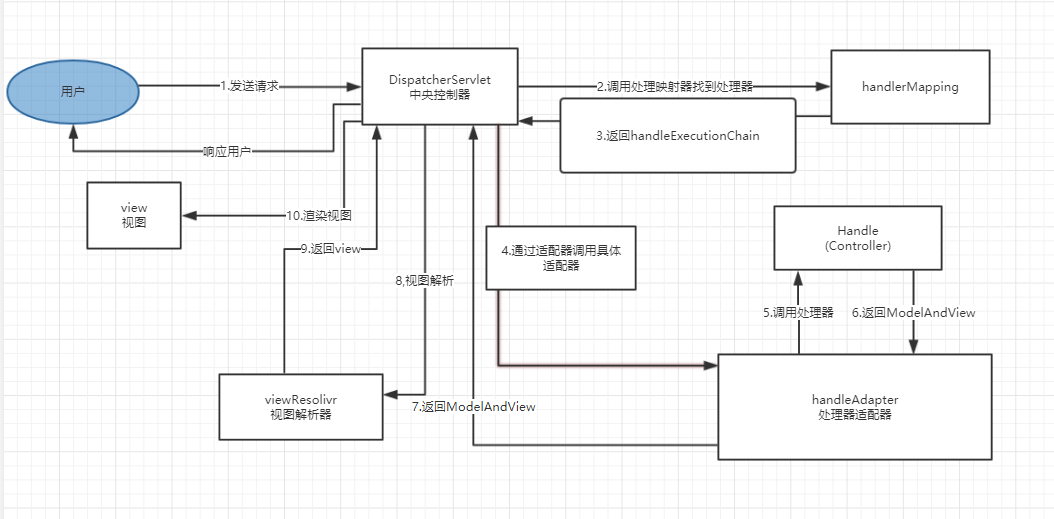 用户
1.发送请求
DispatcherServlet
中央控制器
2.调用处理映射器找到处理器
handlerMapping
3.返回handleExecutionChain
响应用户
view
视图
10.渲染视图
9.返回view
8,视图解析
4.通过适配器调用具体
适配器
Handle
(Controller)
5.调用处理器
6.返回ModelAndView
viewResolivr
视图解析器
7.返回ModelAndView
handleAdapter
处理器适配器